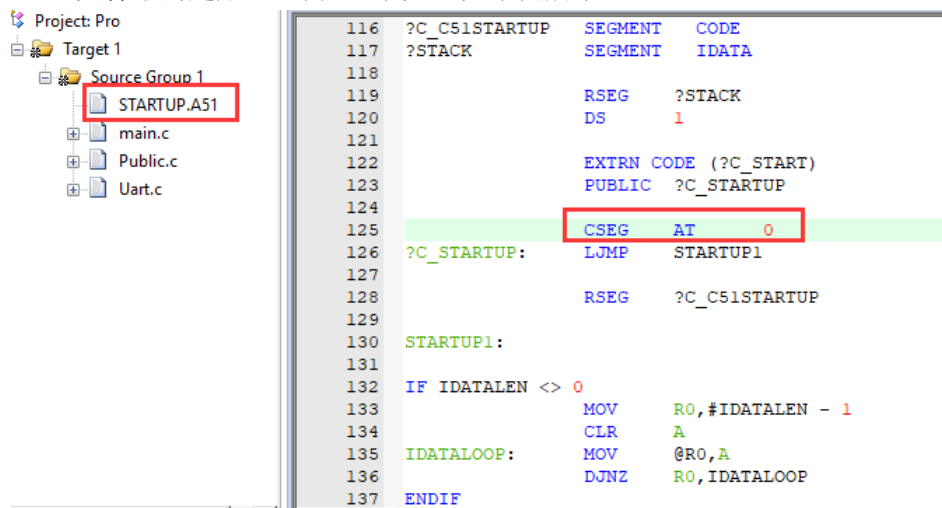 Project: Pro
Target 1
Source Group 1
STARTUP.A51
main.c
Public.c
Uart.c
116 ?C_C51STARTUP SEGMENT CODE
117 ?STACK SEGMENT IDATA
118
119 RSEG ?STACK
120 DS 1
121
122 EXTRN CODE (?C_START)
123 PUBLIC ?C_STARTUP
124
125 CSEG AT 0
126 ?C_STARTUP: LJMP STARTUP1
127
128 RSEG ?C_C51STARTUP
129
130 STARTUP1:
131
132 IF IDATALEN <> 0
133 MOV R0,#IDATALEN - 1
134 CLR A
135 IDATALOOP: MOV @R0,A
136 DJNZ R0,IDATALOOP
137 ENDIF